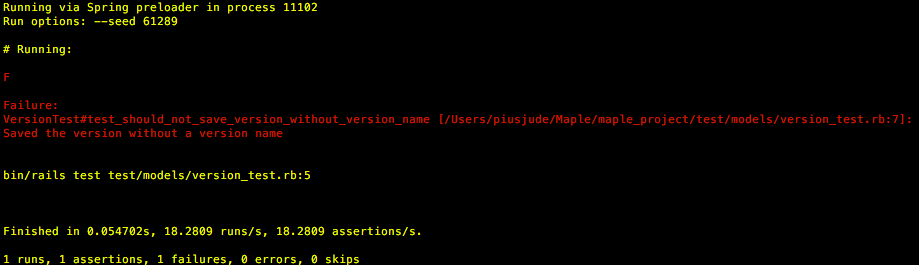 Running via Spring preloader in process 11102
Run options: --seed 61289
# Running:
F
Failure:
VersionTest#test_should_not_save_version_without_version_name [/Users/piusjude/Maple/maple_project/test/models/version_test.rb:7]:
Saved the version without a version name
bin/rails test test/models/version_test.rb:5
Finished in 0.054702s, 18.2809 runs/s, 18.2809 assertions/s.
1 runs, 1 assertions, 1 failures, 0 errors, 0 skips